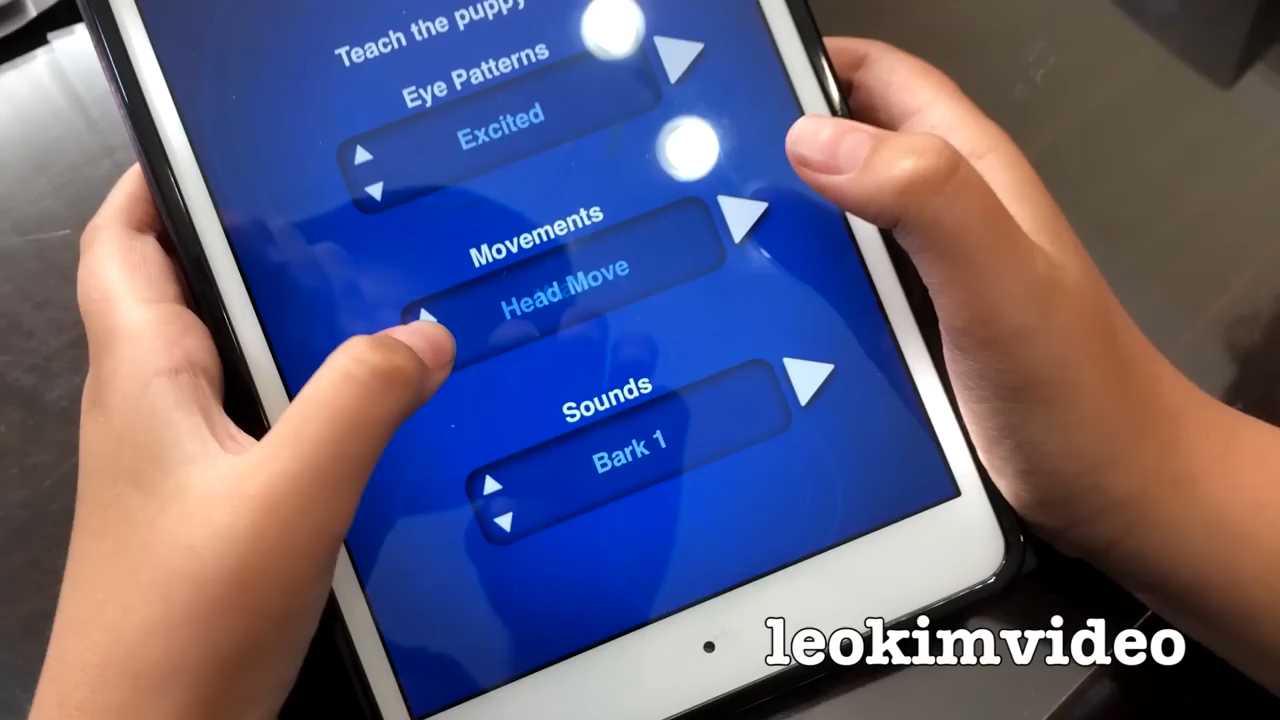 Teach the puppy
Eye Patterns
Excited
Movements
Head Move
Sounds
Bark 1
leokimvideo